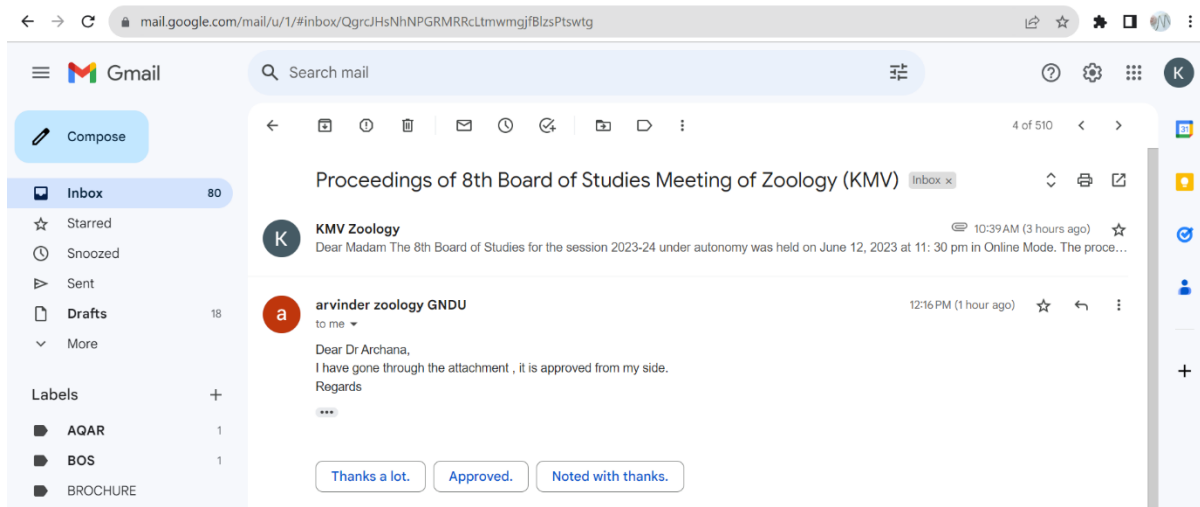 mail.google.com/mail/u/1/#inbox/QgrcJHsNhNPGRMRRcLtmwmgjfBlzsPtswtg
Gmail
Search mail
K
Compose
4 of 510
31
Inbox 80
Starred
Snoozed
Sent
Drafts 18
More
Labels
AQAR 1
BOS 1
BROCHURE
Proceedings of 8th Board of Studies Meeting of Zoology (KMV) Inbox x
K
KMV Zoology 10:39 AM (3 hours ago)
Dear Madam The 8th Board of Studies for the session 2023-24 under autonomy was held on June 12, 2023 at 11: 30 pm in Online Mode. The proce...
a
arvinder zoology GNDU 12:16 PM (1 hour ago)
to me
Dear Dr Archana,
I have gone through the attachment , it is approved from my side.
Regards
Thanks a lot. Approved. Noted with thanks.